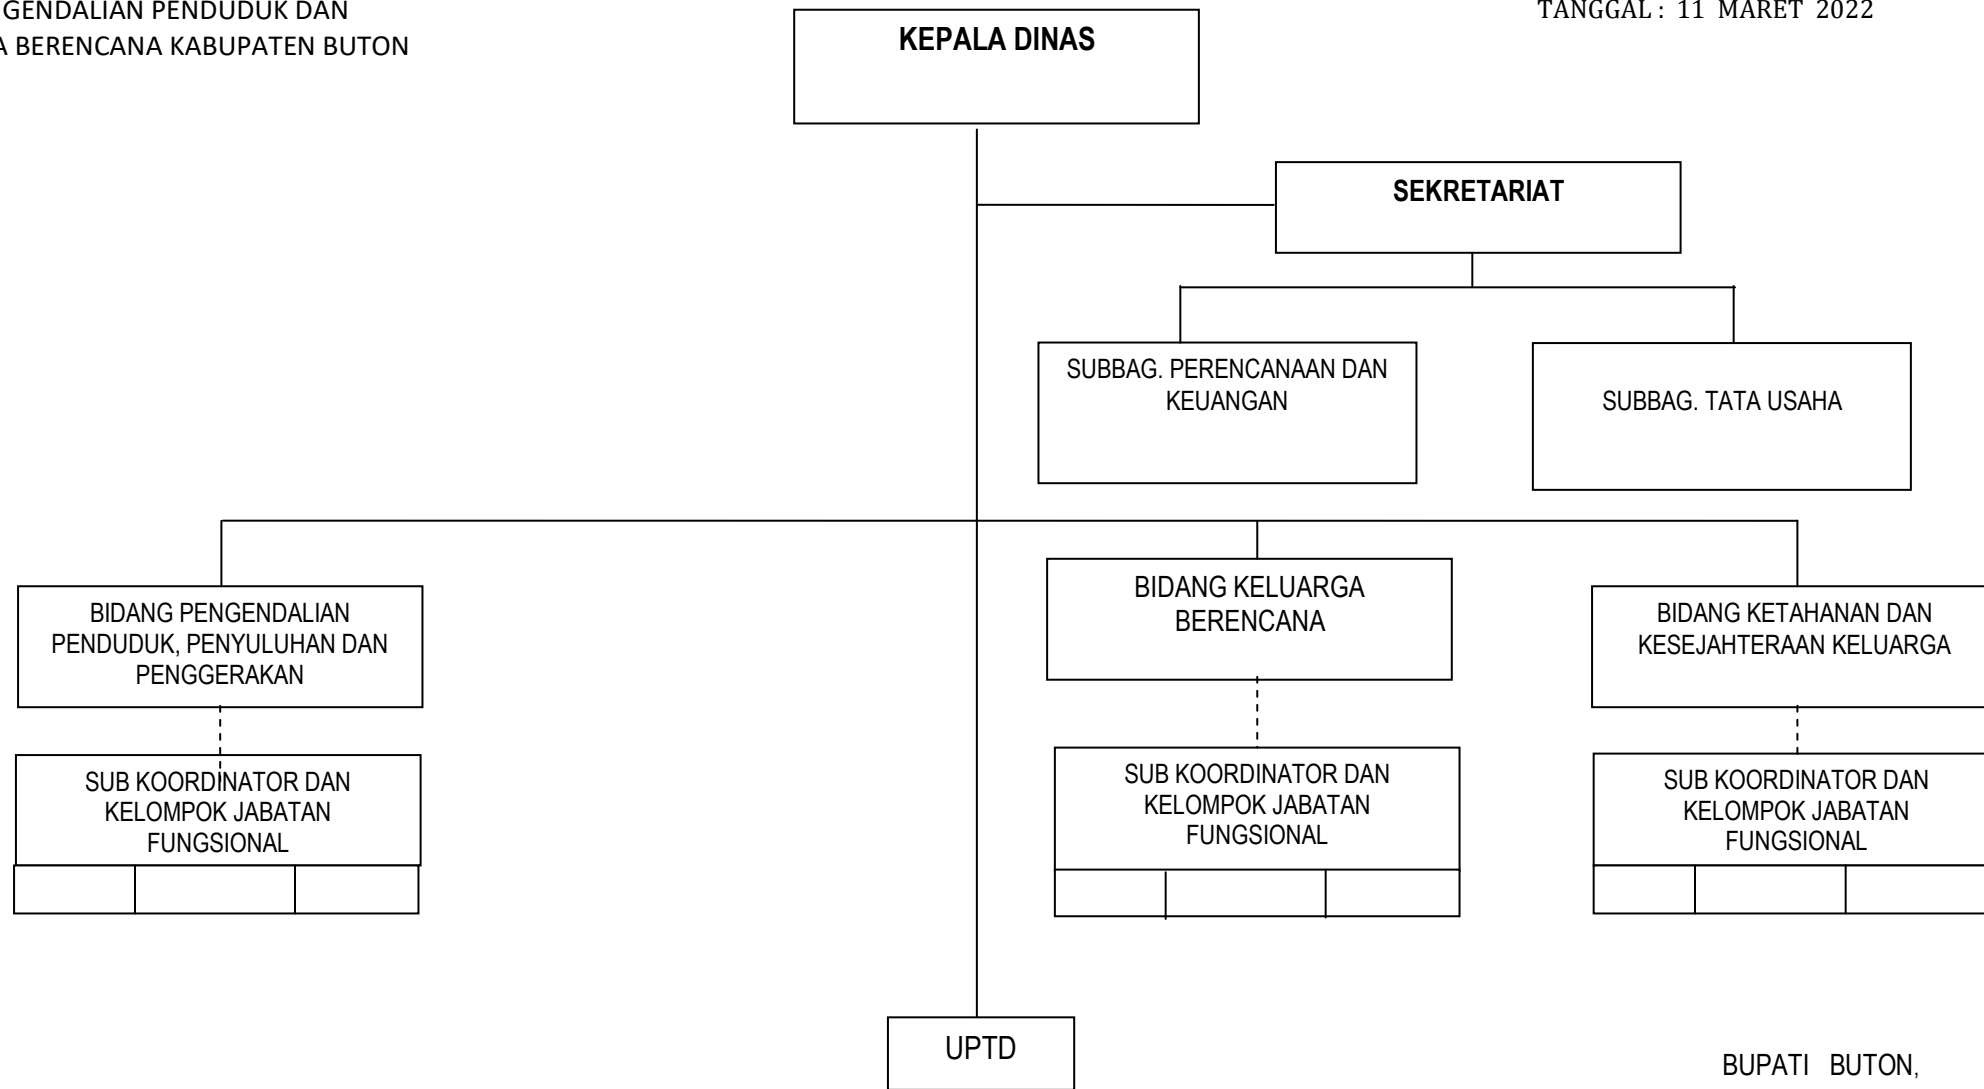 GENDALIAN PENDUDUK DAN
A BERENCANA KABUPATEN BUTON
TANGGAL : 11 MARET 2022
KEPALA DINAS
SEKRETARIAT
SUBBAG. PERENCANAAN DAN
KEUANGAN
SUBBAG. TATA USAHA
BIDANG PENGENDALIAN
PENDUDUK, PENYULUHAN DAN
PENGGERAKAN
BIDANG KELUARGA
BERENCANA
BIDANG KETAHANAN DAN
KESEJAHTERAAN KELUARGA
SUB KOORDINATOR DAN
KELOMPOK JABATAN
FUNGSIONAL
SUB KOORDINATOR DAN
KELOMPOK JABATAN
FUNGSIONAL
SUB KOORDINATOR DAN
KELOMPOK JABATAN
FUNGSIONAL
UPTD
BUPATI BUTON,